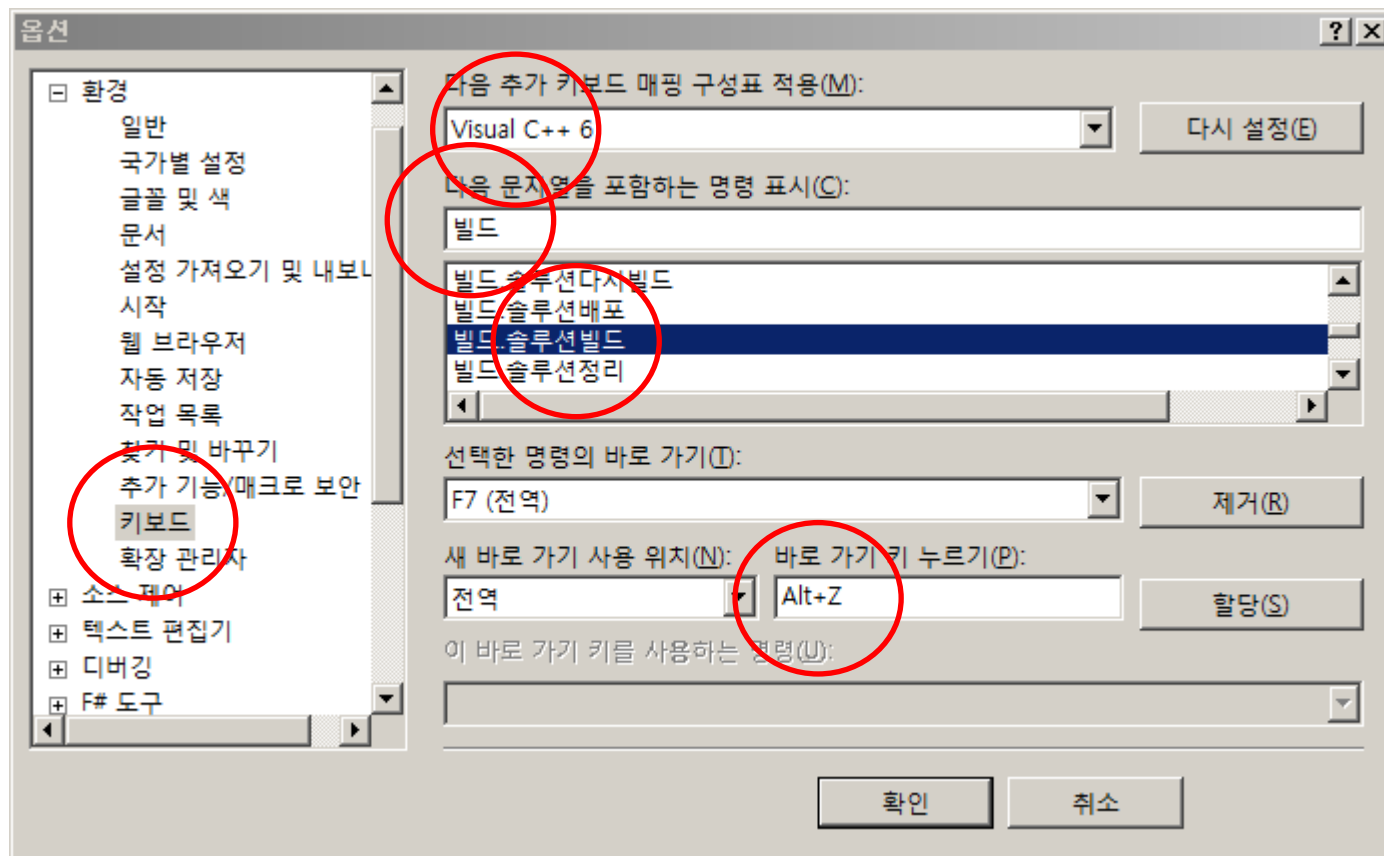 옵션
환경
일반
국가별 설정
글꼴 및 색
문서
설정 가져오기 및 내보니
시작
웹 브라우저
자동 저장
작업 목록
찾기 및 바꾸기
추가 기능/매크로 보안
키보드
확장 관리자
소스 제어
텍스트 편집기
디버깅
F# 도구
다음 추가 키보드 매핑 구성표 적용(M):
Visual C++ 6
다시 설정(E)
다음 문자열을 포함하는 명령 표시(C):
빌드
빌드.솔루션다시빌드
빌드.솔루션배포
빌드.솔루션빌드
빌드.솔루션정리
선택한 명령의 바로 가기(T):
F7 (전역)
제거(R)
새 바로 가기 사용 위치(N):
바로 가기 키 누르기(P):
전역
Alt+Z
할당(S)
이 바로 가기 키를 사용하는 명령(U):
확인
취소